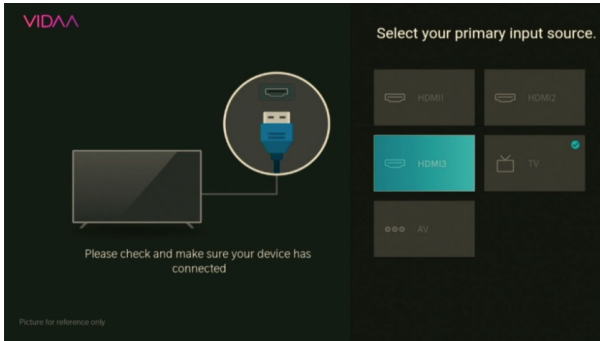 VIDAA
Select your primary input source.
HDMI1
HDMI2
HDMI3
TV
AV
Please check and make sure your device has
connected
Picture for reference only